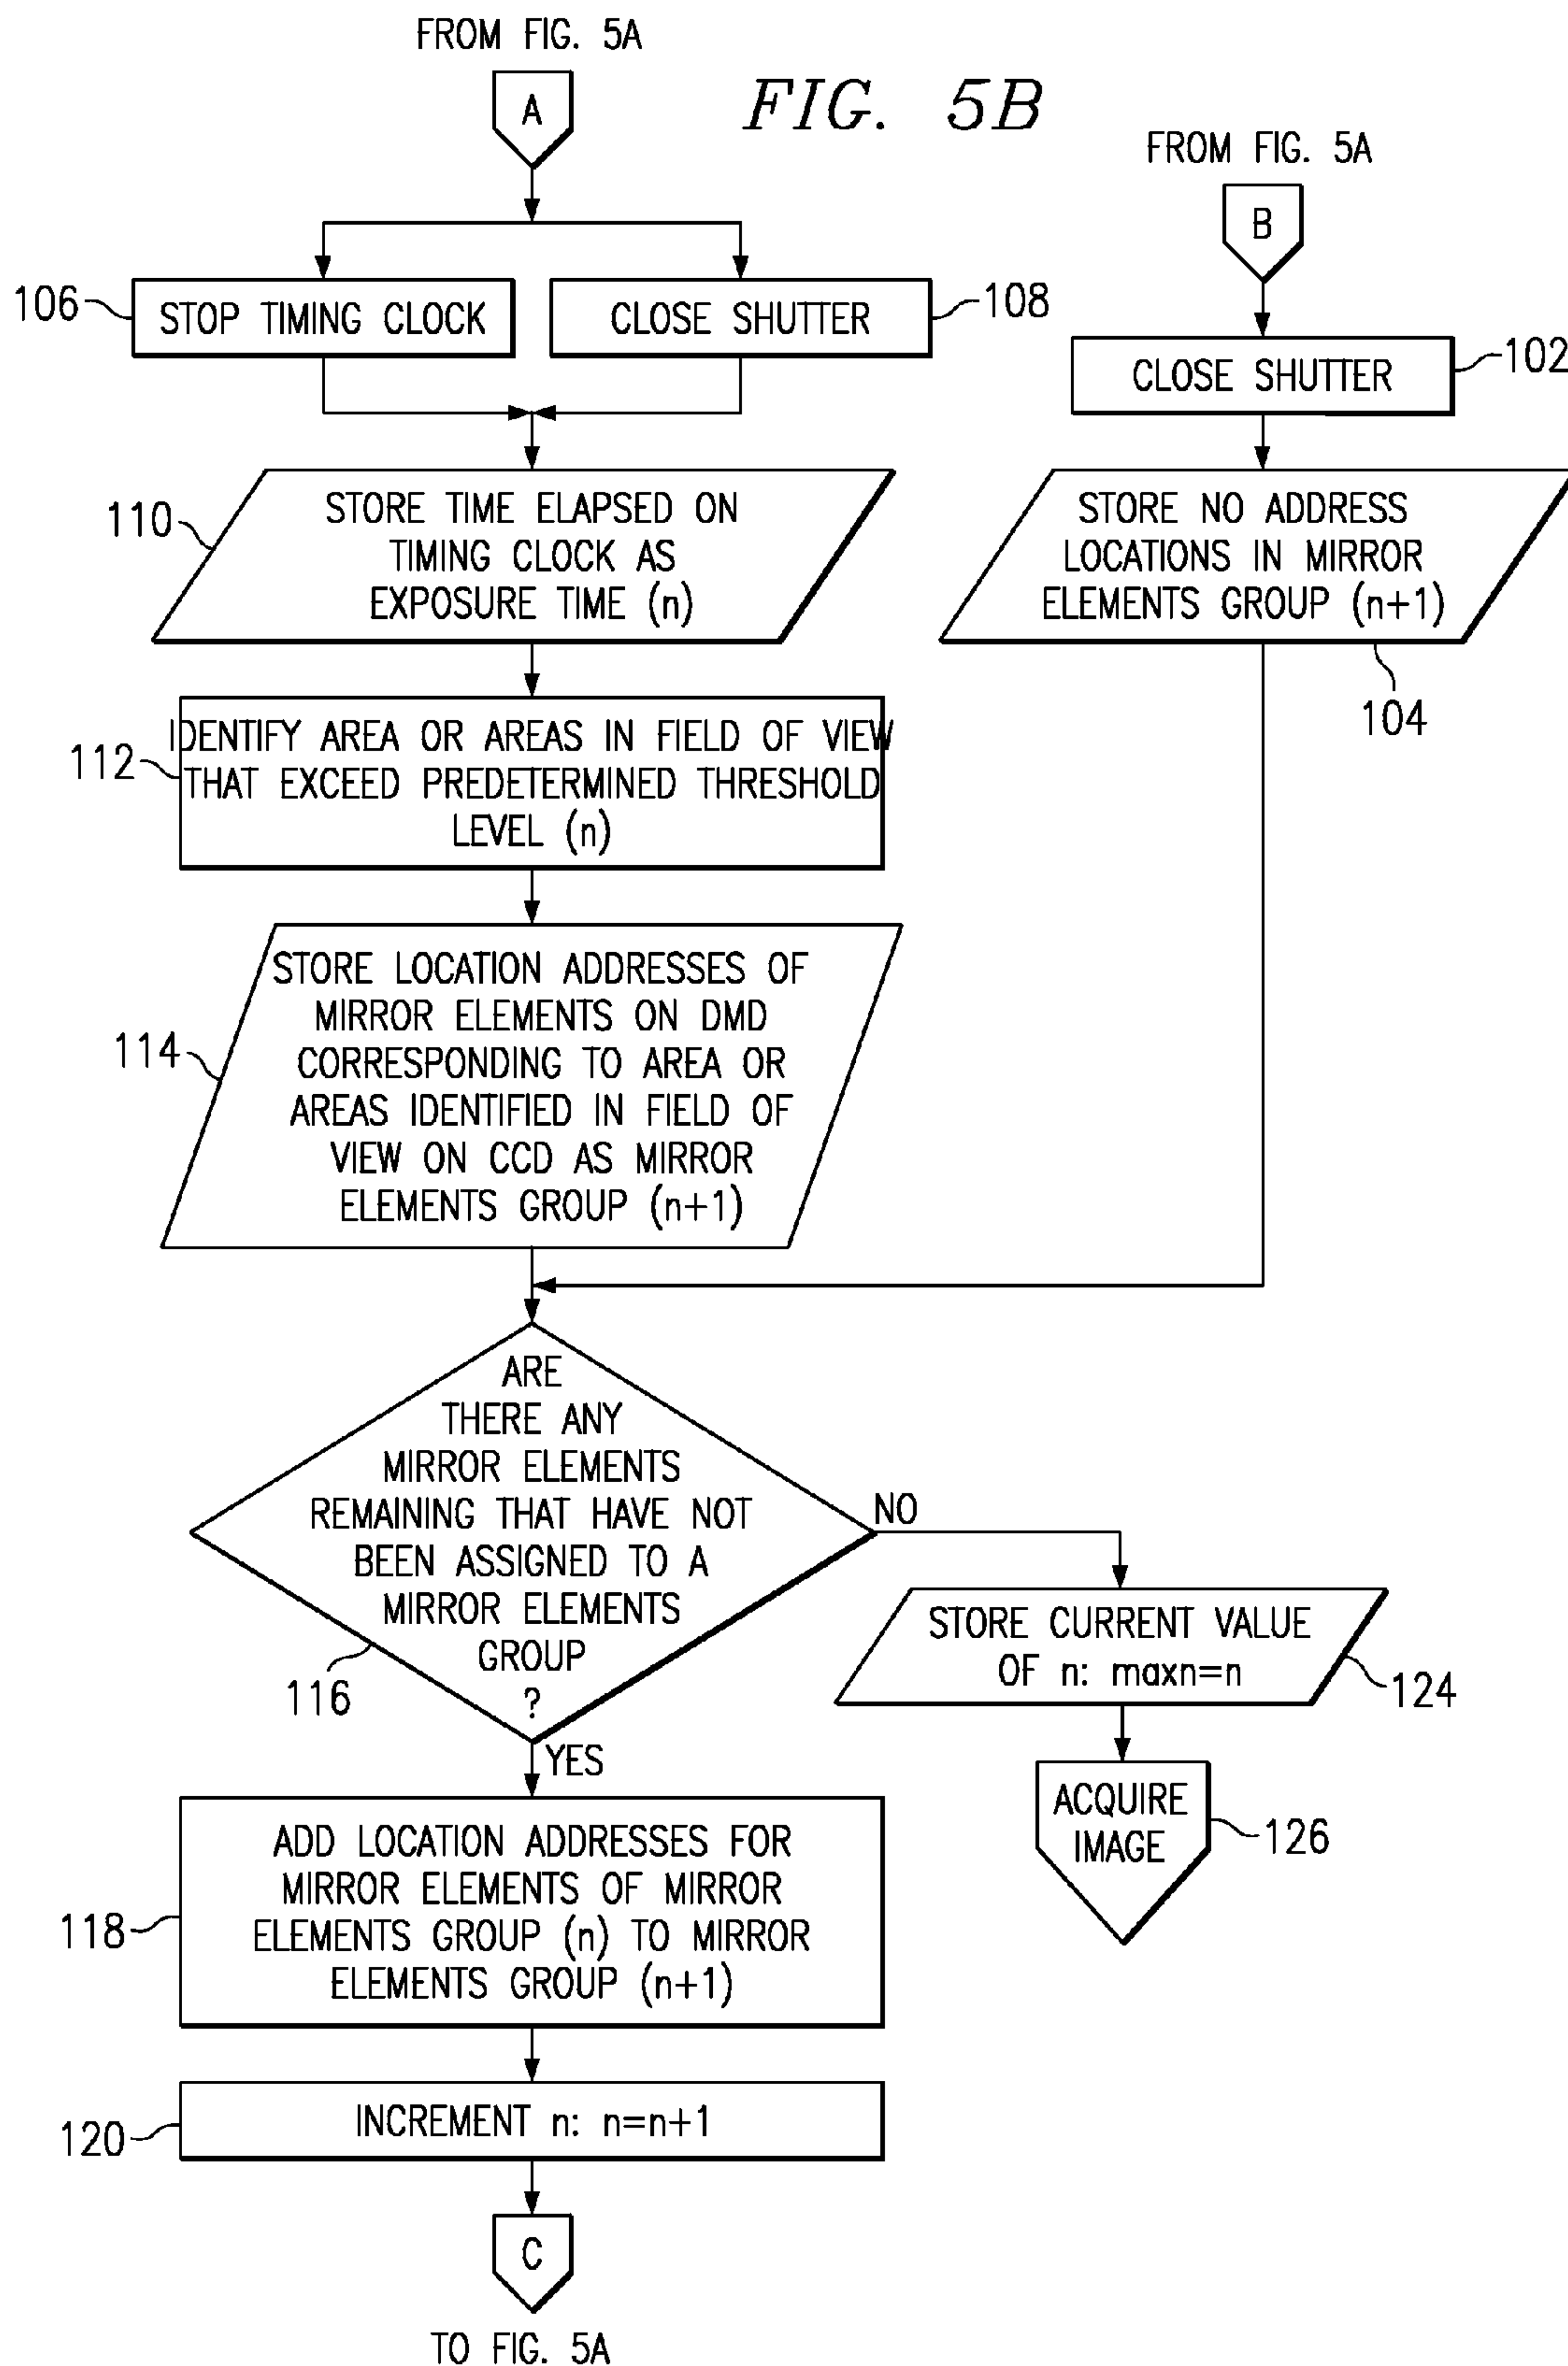 FROM FIG. 5A
A
FIG. 5B
FROM FIG. 5A
B
106
STOP TIMING CLOCK
CLOSE SHUTTER
108
CLOSE SHUTTER
102
110
STORE TIME ELAPSED ON
TIMING CLOCK AS
EXPOSURE TIME (n)
STORE NO ADDRESS
LOCATIONS IN MIRROR
ELEMENTS GROUP (n+1)
104
112
IDENTIFY AREA OR AREAS IN FIELD OF VIEW
THAT EXCEED PREDETERMINED THRESHOLD
LEVEL (n)
114
STORE LOCATION ADDRESSES OF
MIRROR ELEMENTS ON DMD
CORRESPONDING TO AREA OR
AREAS IDENTIFIED IN FIELD OF
VIEW ON CCD AS MIRROR
ELEMENTS GROUP (n+1)
ARE
THERE ANY
MIRROR ELEMENTS
REMAINING THAT HAVE NOT
BEEN ASSIGNED TO A
MIRROR ELEMENTS
GROUP
?
116
NO
YES
STORE CURRENT VALUE
OF n: maxn=n
124
ACQUIRE
IMAGE
126
118
ADD LOCATION ADDRESSES FOR
MIRROR ELEMENTS OF MIRROR
ELEMENTS GROUP (n) TO MIRROR
ELEMENTS GROUP (n+1)
120
INCREMENT n: n=n+1
C
TO FIG. 5A